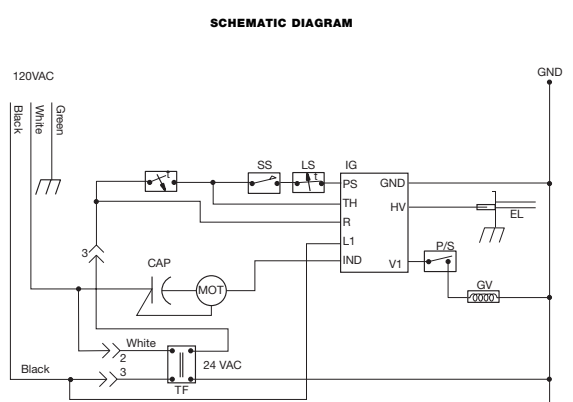 SCHEMATIC DIAGRAM
120VAC
GND
Black
White
Green
t
SS
LS
t
IG
PS
GND
TH
R
HV
EL
L1
IND
V1
P/S
3
CAP
MOT
GV
White
2
24 VAC
Black
3
TF